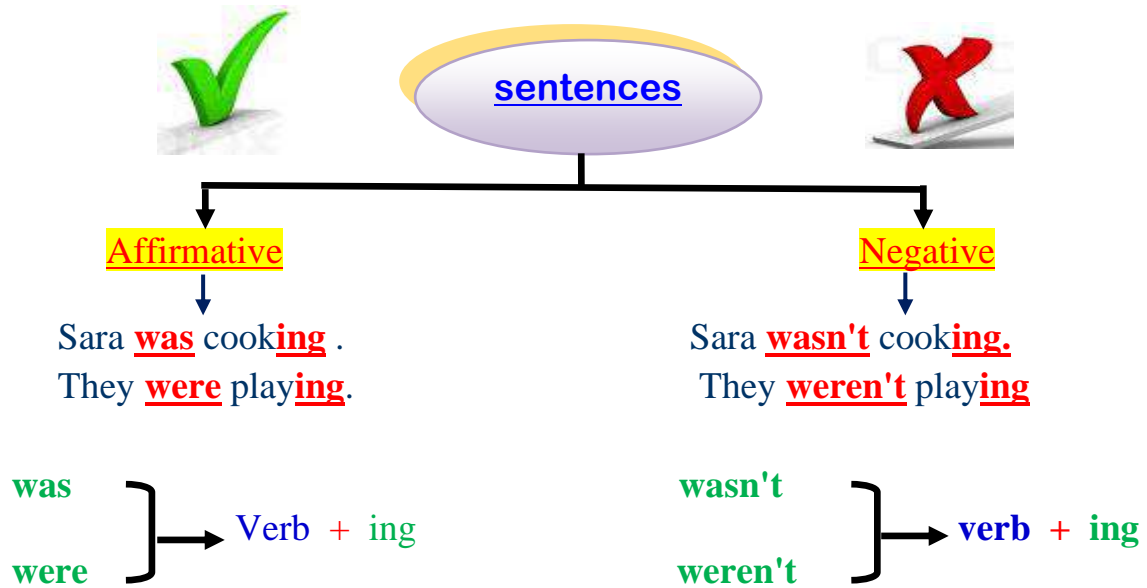 sentences
Affirmative
Negative
Sara was cooking .
They were playing.
Sara wasn't cooking.
They weren't playing
was
were
Verb + ing
wasn't
weren't
verb + ing